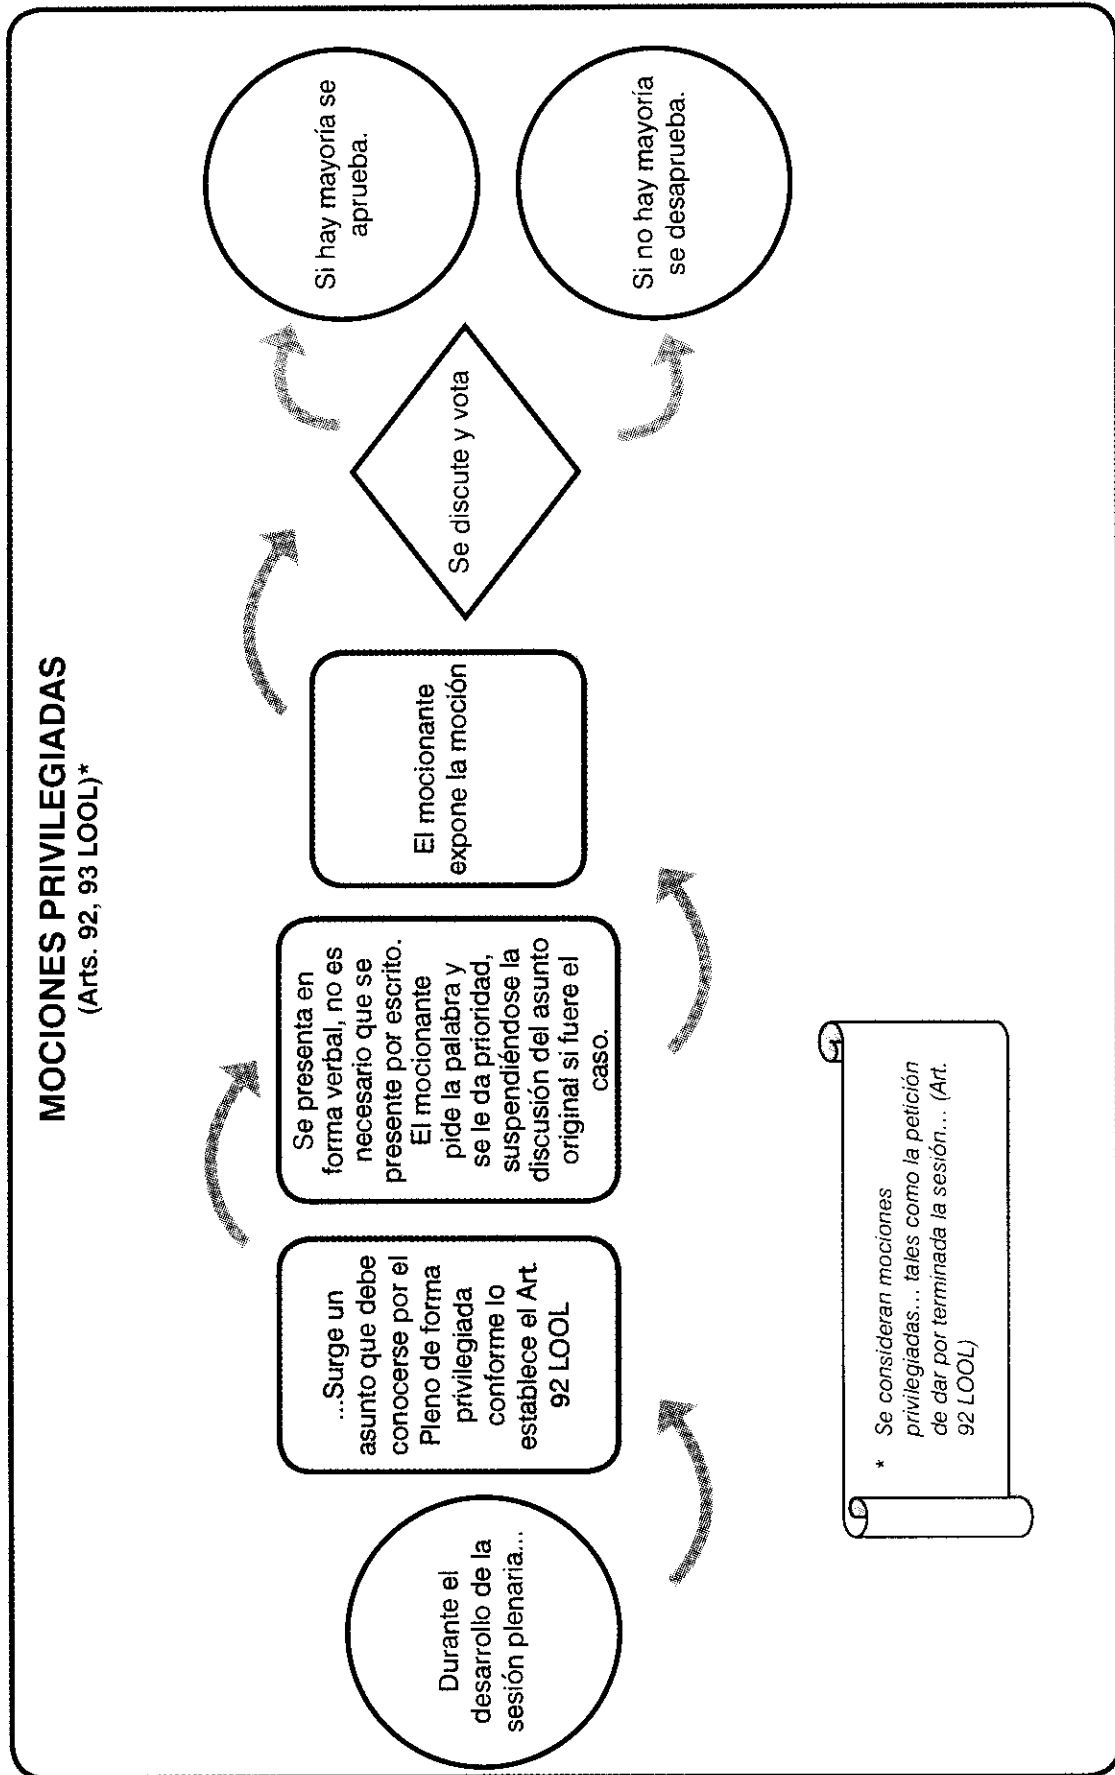 MOCIONES PRIVILEGIADAS
(Arts. 92, 93 LOOL)*
Durante el
desarrollo de la
sesión plenaria...
...Surge un
asunto que debe
conocerse por el
Pleno de forma
privilegiada
conforme lo
establece el Art.
92 LOOL
Se presenta en
forma verbal, no es
necesario que se
presente por escrito.
El mocionante
pide la palabra y
se le da prioridad,
suspendiéndose la
discusión del asunto
original si fuere el
caso.
El mocionante
expone la moción
Se discute y vota
Si hay mayoría se
aprueba.
Si no hay mayoría
se desaprueba.
* Se consideran mociones
privilegiadas... tales como la petición
de dar por terminada la sesión... (Art.
92 LOOL)